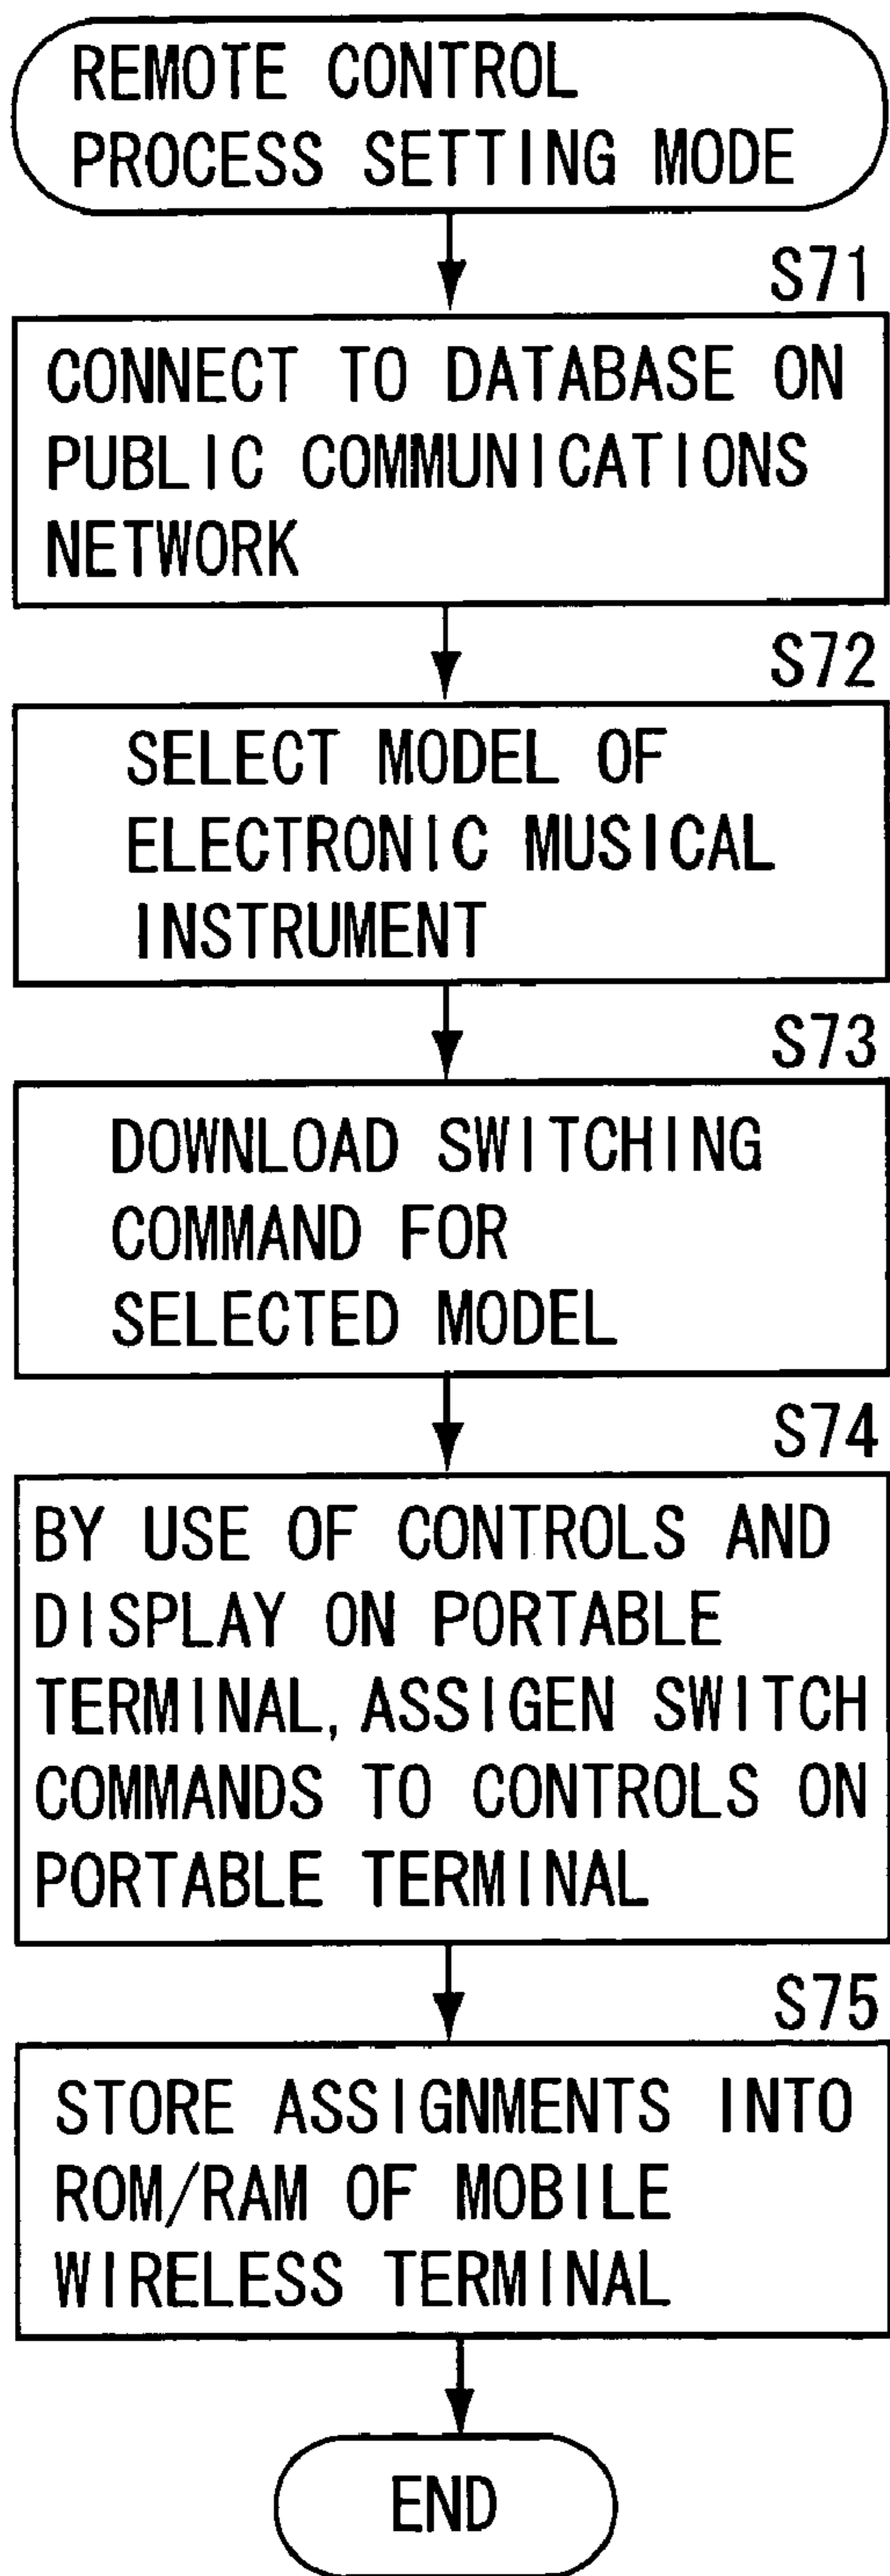 REMOTE CONTROL
PROCESS SETTING MODE
S71
CONNECT TO DATABASE ON
PUBLIC COMMUNICATIONS
NETWORK
S72
SELECT MODEL OF
ELECTRONIC MUSICAL
INSTRUMENT
S73
DOWNLOAD SWITCHING
COMMAND FOR
SELECTED MODEL
S74
BY USE OF CONTROLS AND
DISPLAY ON PORTABLE
TERMINAL, ASSIGEN SWITCH
COMMANDS TO CONTROLS ON
PORTABLE TERMINAL
S75
STORE ASSIGNMENTS INTO
ROM/RAM OF MOBILE
WIRELESS TERMINAL
END